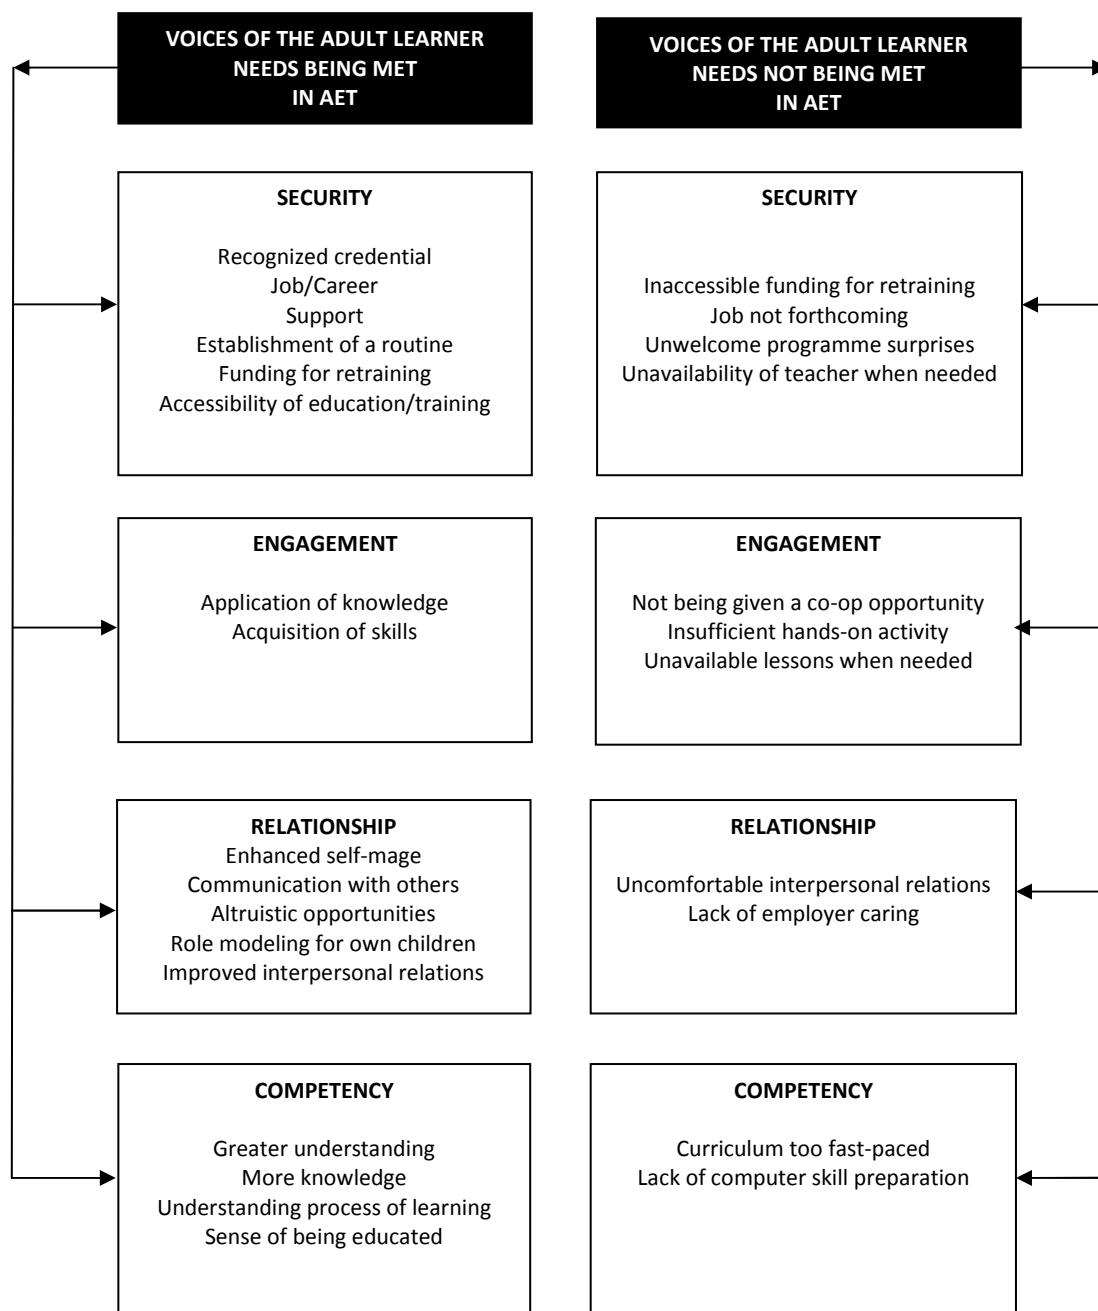 VOICES OF THE ADULT LEARNER
NEEDS BEING MET
IN AET
VOICES OF THE ADULT LEARNER
NEEDS NOT BEING MET
IN AET
SECURITY
Recognized credential
Job/Career
Support
Establishment of a routine
Funding for retraining
Accessibility of education/training
SECURITY
Inaccessible funding for retraining
Job not forthcoming
Unwelcome programme surprises
Unavailability of teacher when needed
ENGAGEMENT
Application of knowledge
Acquisition of skills
ENGAGEMENT
Not being given a co-op opportunity
Insufficient hands-on activity
Unavailable lessons when needed
RELATIONSHIP
Enhanced self-mage
Communication with others
Altruistic opportunities
Role modeling for own children
Improved interpersonal relations
RELATIONSHIP
Uncomfortable interpersonal relations
Lack of employer caring
COMPETENCY
Greater understanding
More knowledge
Understanding process of learning
Sense of being educated
COMPETENCY
Curriculum too fast-paced
Lack of computer skill preparation